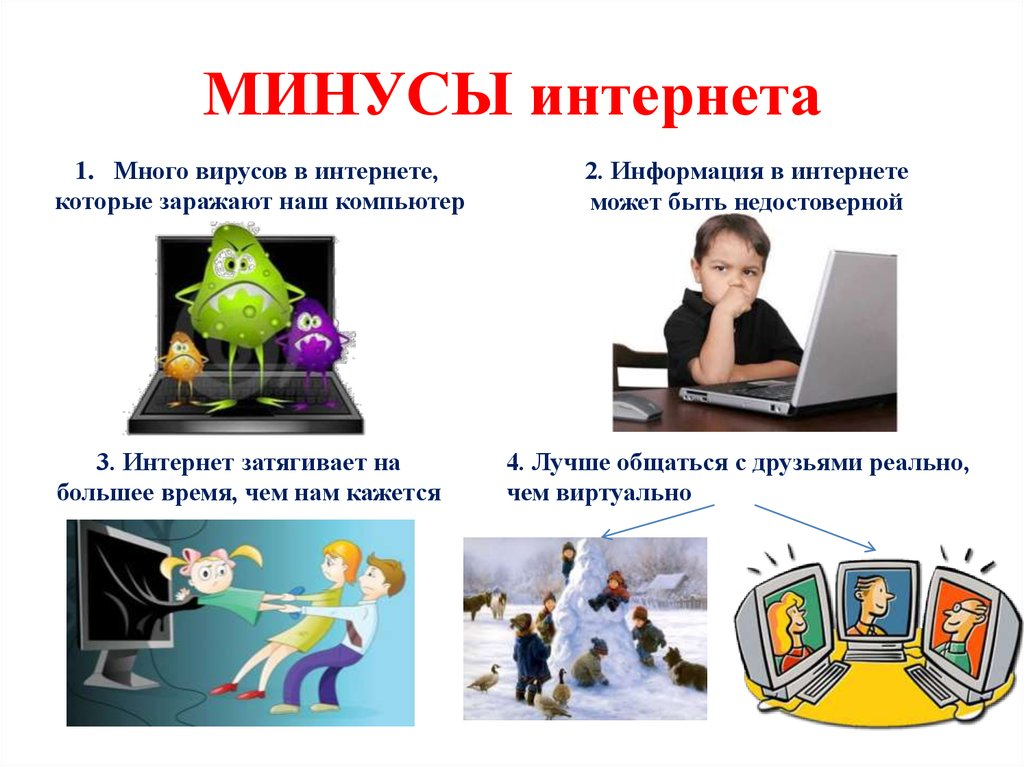 МИНУСЫ интернета
1. Много вирусов в интернете,
которые заражают наш компьютер
2. Информация в интернете
может быть недостоверной
3. Интернет затягивает на
большее время, чем нам кажется
4. Лучше общаться с друзьями реально,
чем виртуально